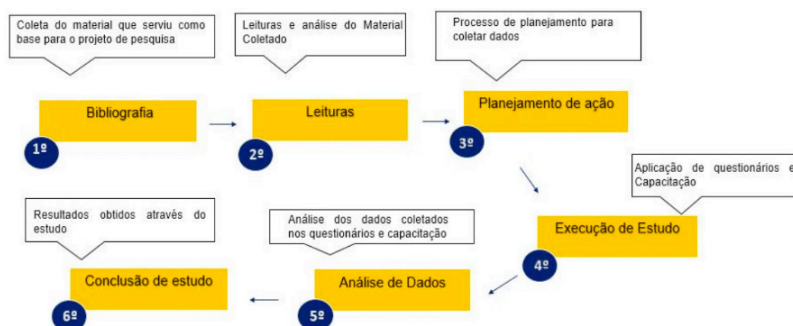 Coleta do material que serviu como
base para o projeto de pesquisa
Bibliografia
1º
Leituras e análise do Material
Coletado
Leituras
2º
Processo de planejamento para
coletar dados
Planejamento de ação
3º
Aplicação de questionários e
Capacitação
Execução de Estudo
4º
Análise dos dados coletados
nos questionários e capacitação
Análise de Dados
5º
Resultados obtidos através do
estudo
Conclusão de estudo
6º